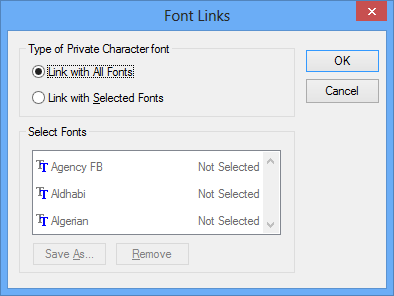 Font Links
Type of Private Character font
Link with All Fonts
Link with Selected Fonts
OK
Cancel
Select Fonts
Agency FB Not Selected
Aldhabi Not Selected
Algerian Not Selected
Save As... Remove